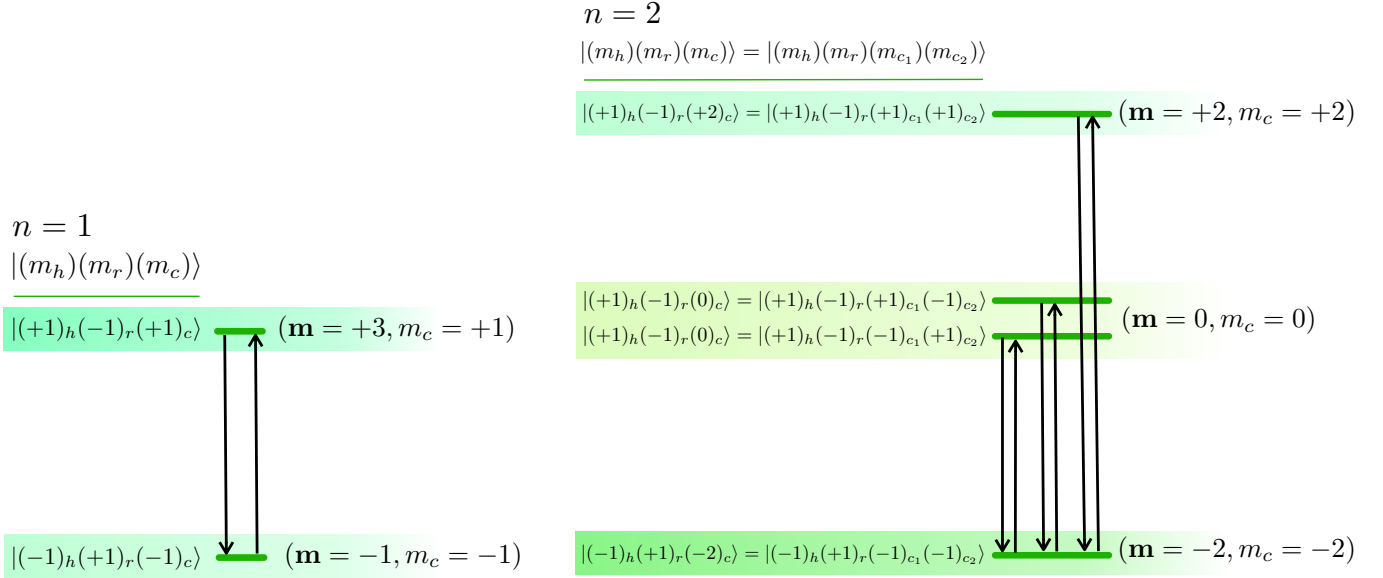 n = 1
|(m_h)(m_r)(m_c)⟩
|(+1)_h(−1)_r(+1)_c⟩ (𝐦 = +3, m_c = +1)
|(−1)_h(+1)_r(−1)_c⟩ (𝐦 = −1, m_c = −1)
n = 2
|(m_h)(m_r)(m_c)⟩ = |(m_h)(m_r)(m_{c_1})(m_{c_2})⟩
|(+1)_h(−1)_r(+2)_c⟩ = |(+1)_h(−1)_r(+1)_{c_1}(+1)_{c_2}⟩ (𝐦 = +2, m_c = +2)
|(+1)_h(−1)_r(0)_c⟩ = |(+1)_h(−1)_r(+1)_{c_1}(−1)_{c_2}⟩
|(+1)_h(−1)_r(0)_c⟩ = |(+1)_h(−1)_r(−1)_{c_1}(+1)_{c_2}⟩
(𝐦 = 0, m_c = 0)
|(−1)_h(+1)_r(−2)_c⟩ = |(−1)_h(+1)_r(−1)_{c_1}(−1)_{c_2}⟩ (𝐦 = −2, m_c = −2)